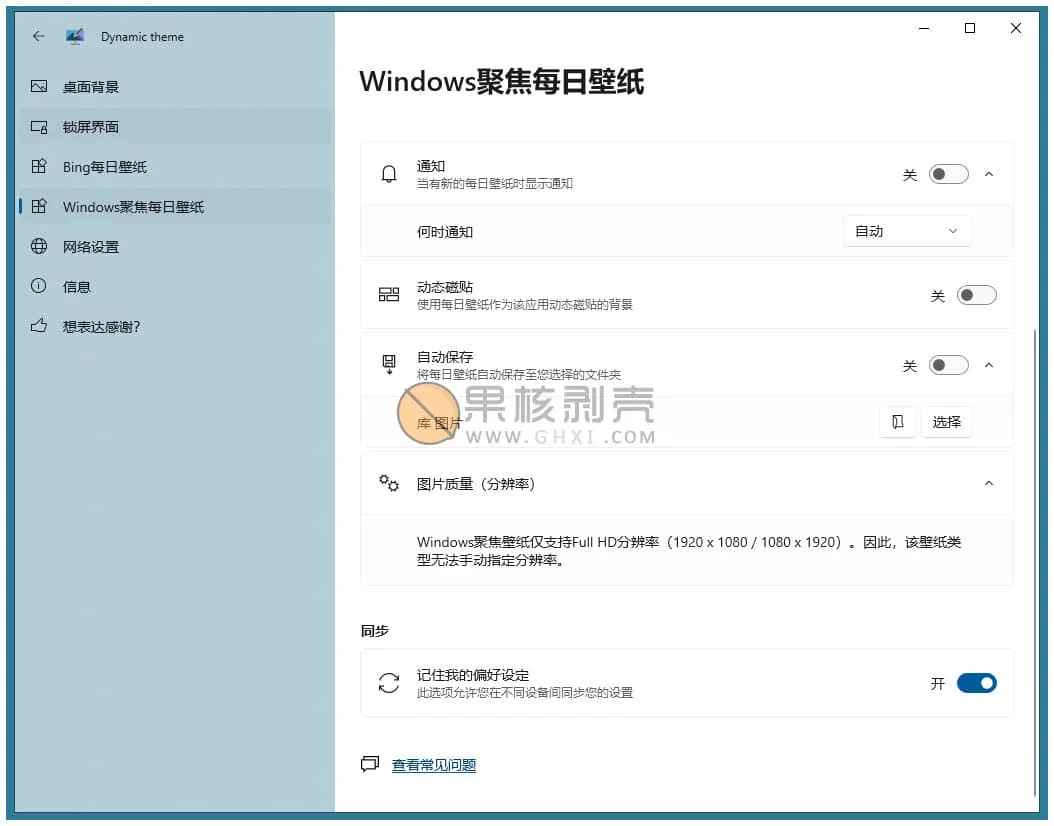 Dynamic theme
桌面背景
锁屏界面
Bing每日壁纸
Windows聚焦每日壁纸
网络设置
信息
想表达感谢?
Windows聚焦每日壁纸
通知
当有新的每日壁纸时显示通知
关
何时通知
自动
动态磁贴
使用每日壁纸作为该应用动态磁贴的背景
关
自动保存
将每日壁纸自动保存至您选择的文件夹
关
果核剥壳
WWW.GHXI.COM
库 图片
选择
图片质量（分辨率）
Windows聚焦壁纸仅支持Full HD分辨率（1920 x 1080 / 1080 x 1920）。因此，该壁纸类
型无法手动指定分辨率。
同步
记住我的偏好设定
此选项允许您在不同设备间同步您的设置
开
查看常见问题